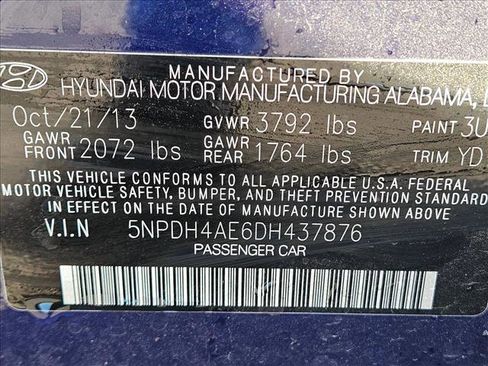 MANUFACTURED BY
HYUNDAI MOTOR MANUFACTURING ALABAMA,
Oct/21/13 GVWR 3792 lbs PAINT 3U
GAWR FRONT 2072 lbs GAWR REAR 1764 lbs TRIM YD
THIS VEHICLE CONFORMS TO ALL APPLICABLE U.S.A. FEDERAL
MOTOR VEHICLE SAFETY, BUMPER, AND THEFT PREVENTION STANDARD
IN EFFECT ON THE DATE OF MANUFACTURE SHOWN ABOVE.
V.I.N 5NPDH4AE6DH437876
PASSENGER CAR